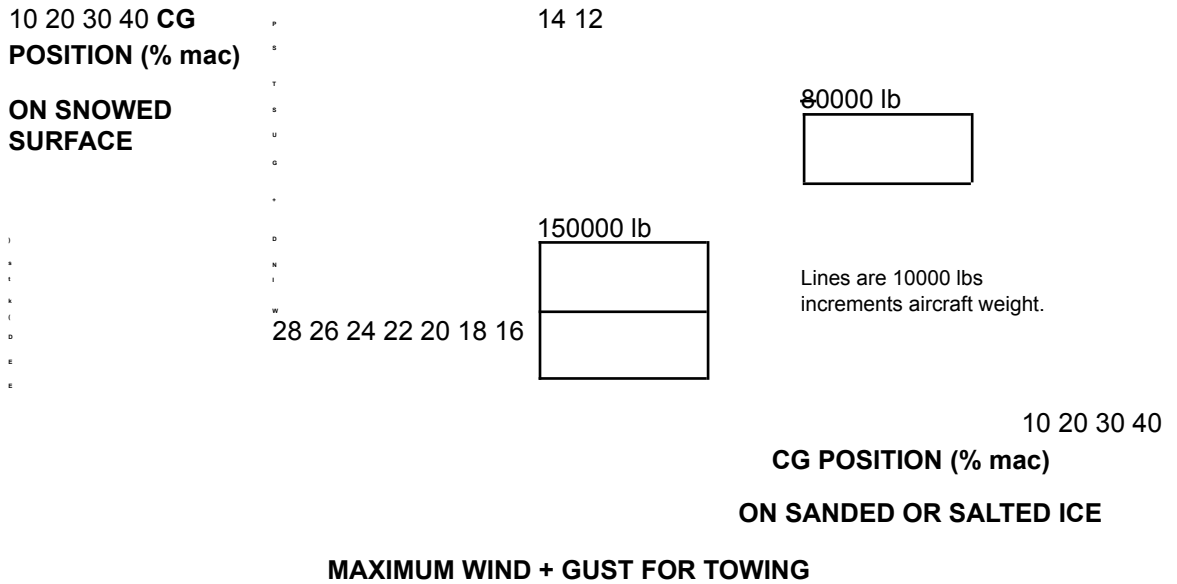 10 20 30 40 CG
POSITION (% mac)
ON SNOWED
SURFACE
)
s
t
k
(
D
E
E
P
S
T
S
U
G
+
D
N
I
W
28 26 24 22 20 18 16
14 12
150000 lb
80000 lb
Lines are 10000 lbs
increments aircraft weight.
10 20 30 40
CG POSITION (% mac)
ON SANDED OR SALTED ICE
MAXIMUM WIND + GUST FOR TOWING